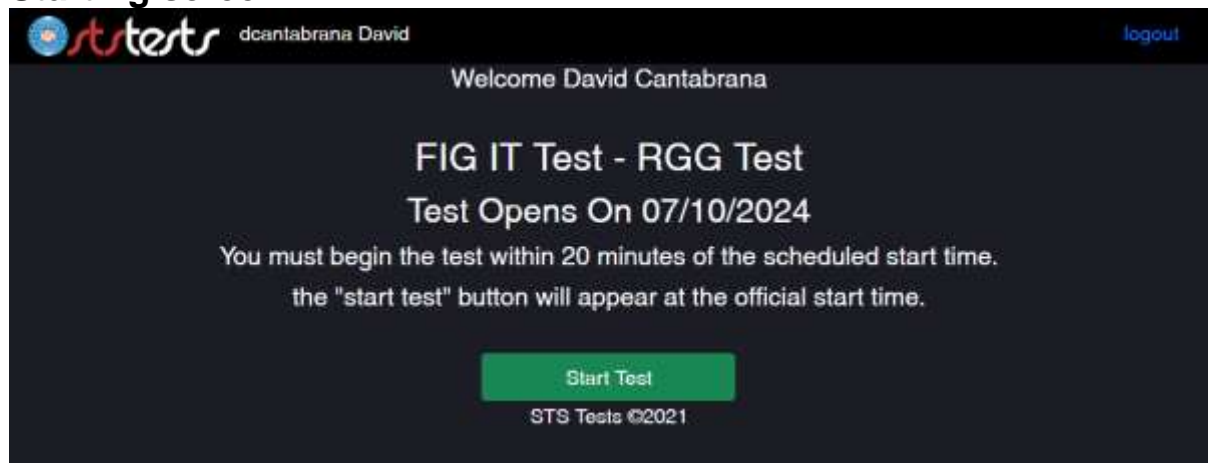 ststests dcantabrana David logout
Welcome David Cantabrana
FIG IT Test - RGG Test
Test Opens On 07/10/2024
You must begin the test within 20 minutes of the scheduled start time.
the "start test" button will appear at the official start time.
Start Test
STS Tests ©2021